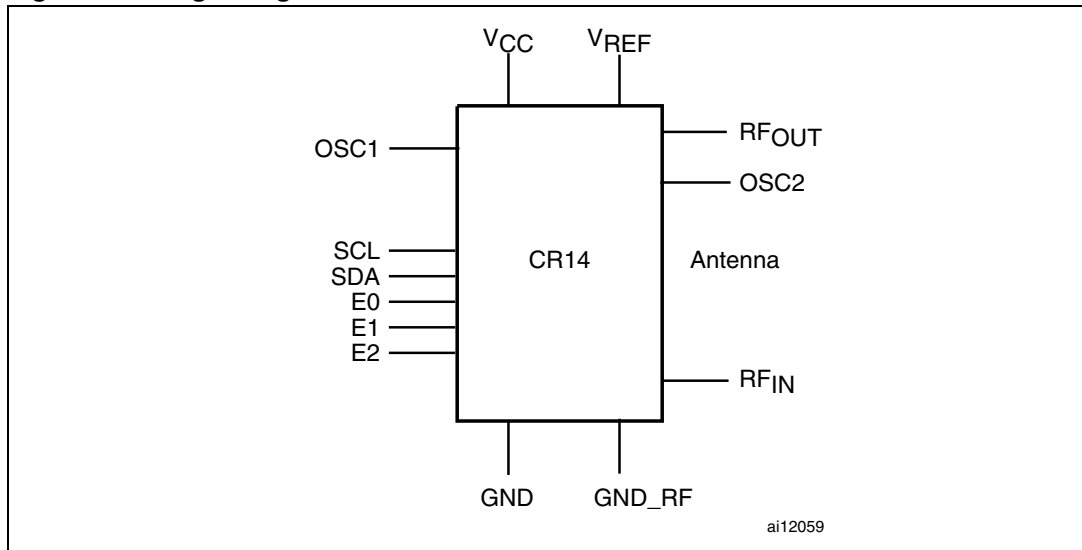 VCC
VREF
RFOUT
OSC1
OSC2
SCL
CR14
Antenna
SDA
E0
E1
E2
RFIN
GND
GND_RF
ai12059